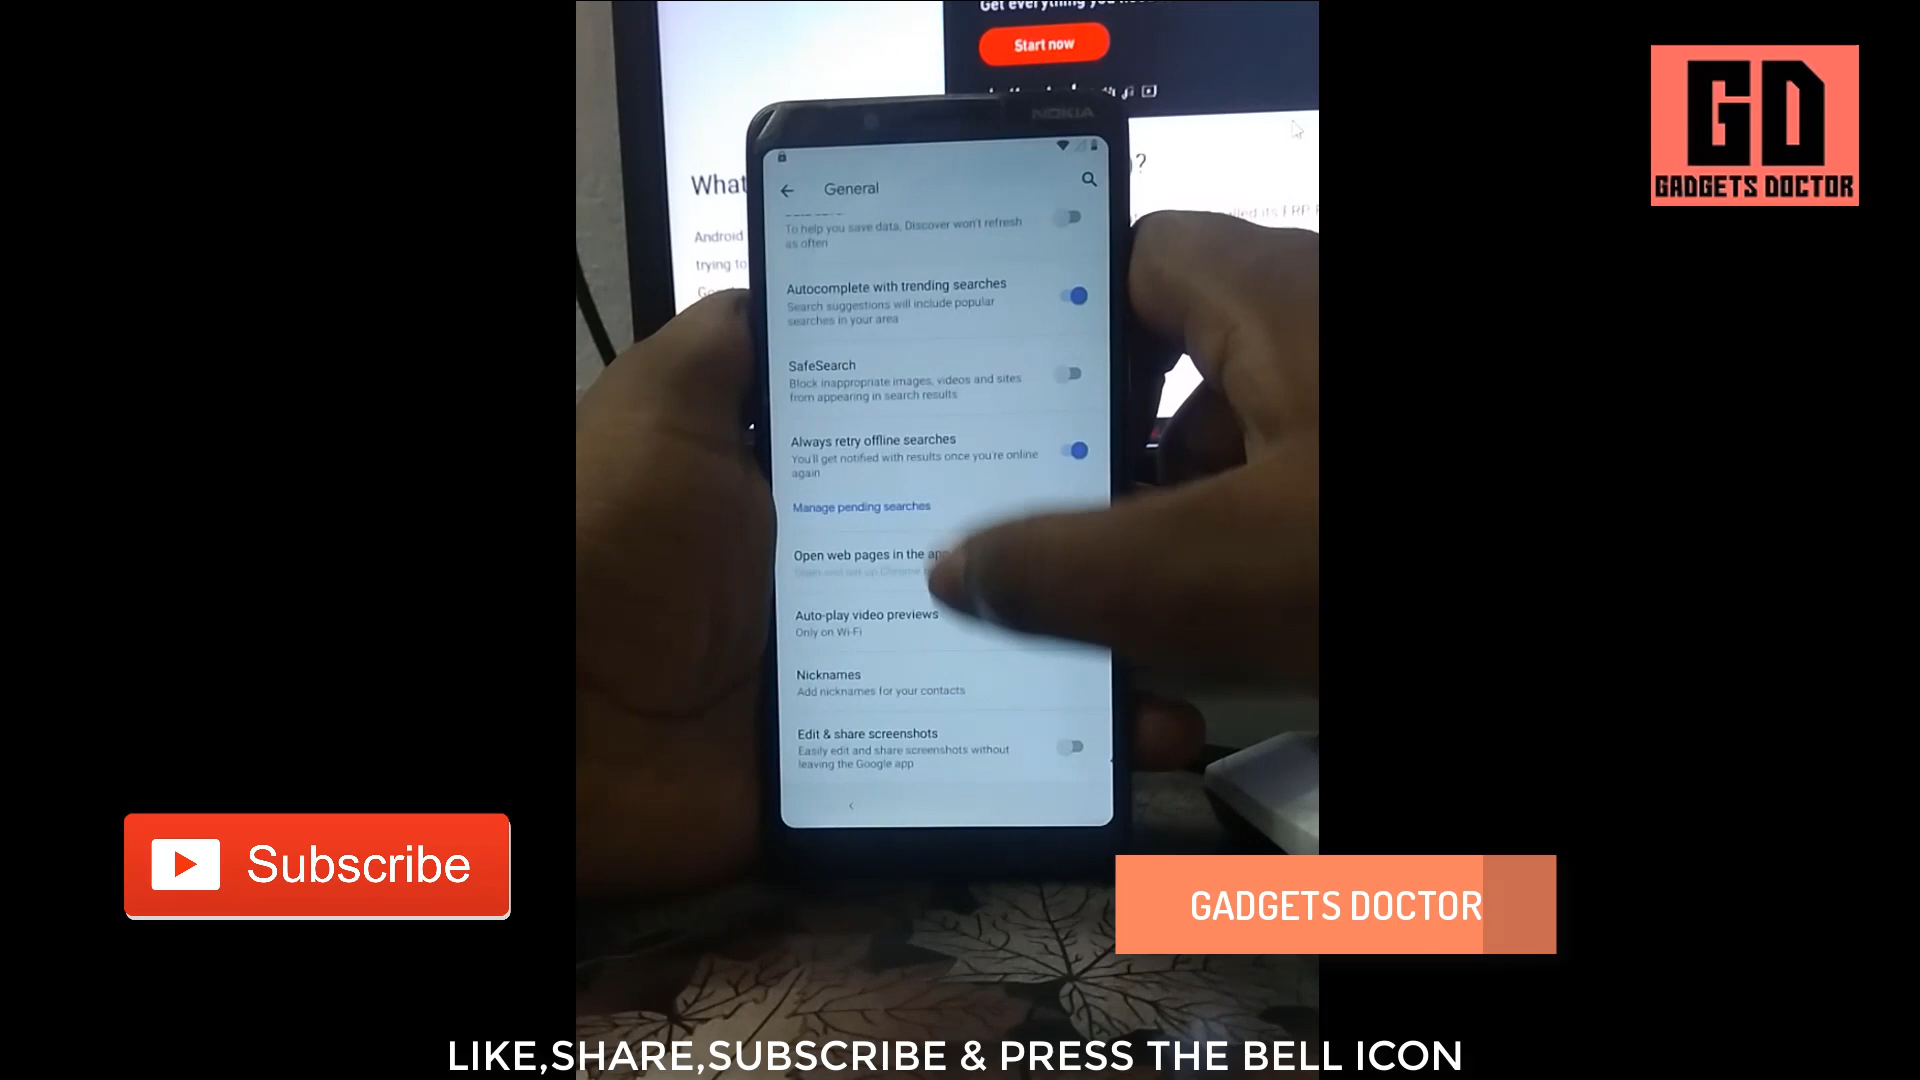 Start now
NOKIA
GD
GADGETS DOCTOR
What
Android
trying to
General
To help you save data, Discover won't refresh
as often
Autocomplete with trending searches
Search suggestions will include popular
searches in your area
SafeSearch
Block inappropriate images, videos and sites
from appearing in search results
Always retry offline searches
You'll get notified with results once you're online
again
Manage pending searches
Open web pages in the app
Auto-play video previews
Only on Wi-Fi
Nicknames
Add nicknames for your contacts
Edit & share screenshots
Easily edit and share screenshots without
leaving the Google app
Subscribe
GADGETS DOCTOR
LIKE,SHARE,SUBSCRIBE & PRESS THE BELL ICON